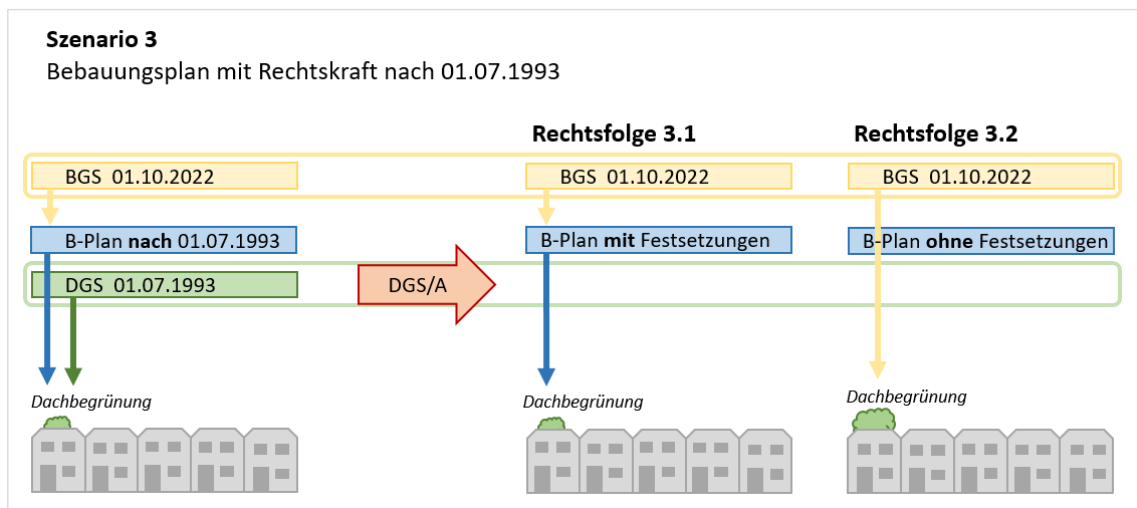 Szenario 3
Bebauungsplan mit Rechtskraft nach 01.07.1993
Rechtsfolge 3.1
Rechtsfolge 3.2
BGS 01.10.2022
BGS 01.10.2022
BGS 01.10.2022
B-Plan nach 01.07.1993
B-Plan mit Festsetzungen
B-Plan ohne Festsetzungen
DGS 01.07.1993
DGS/A
Dachbegrünung
Dachbegrünung
Dachbegrünung